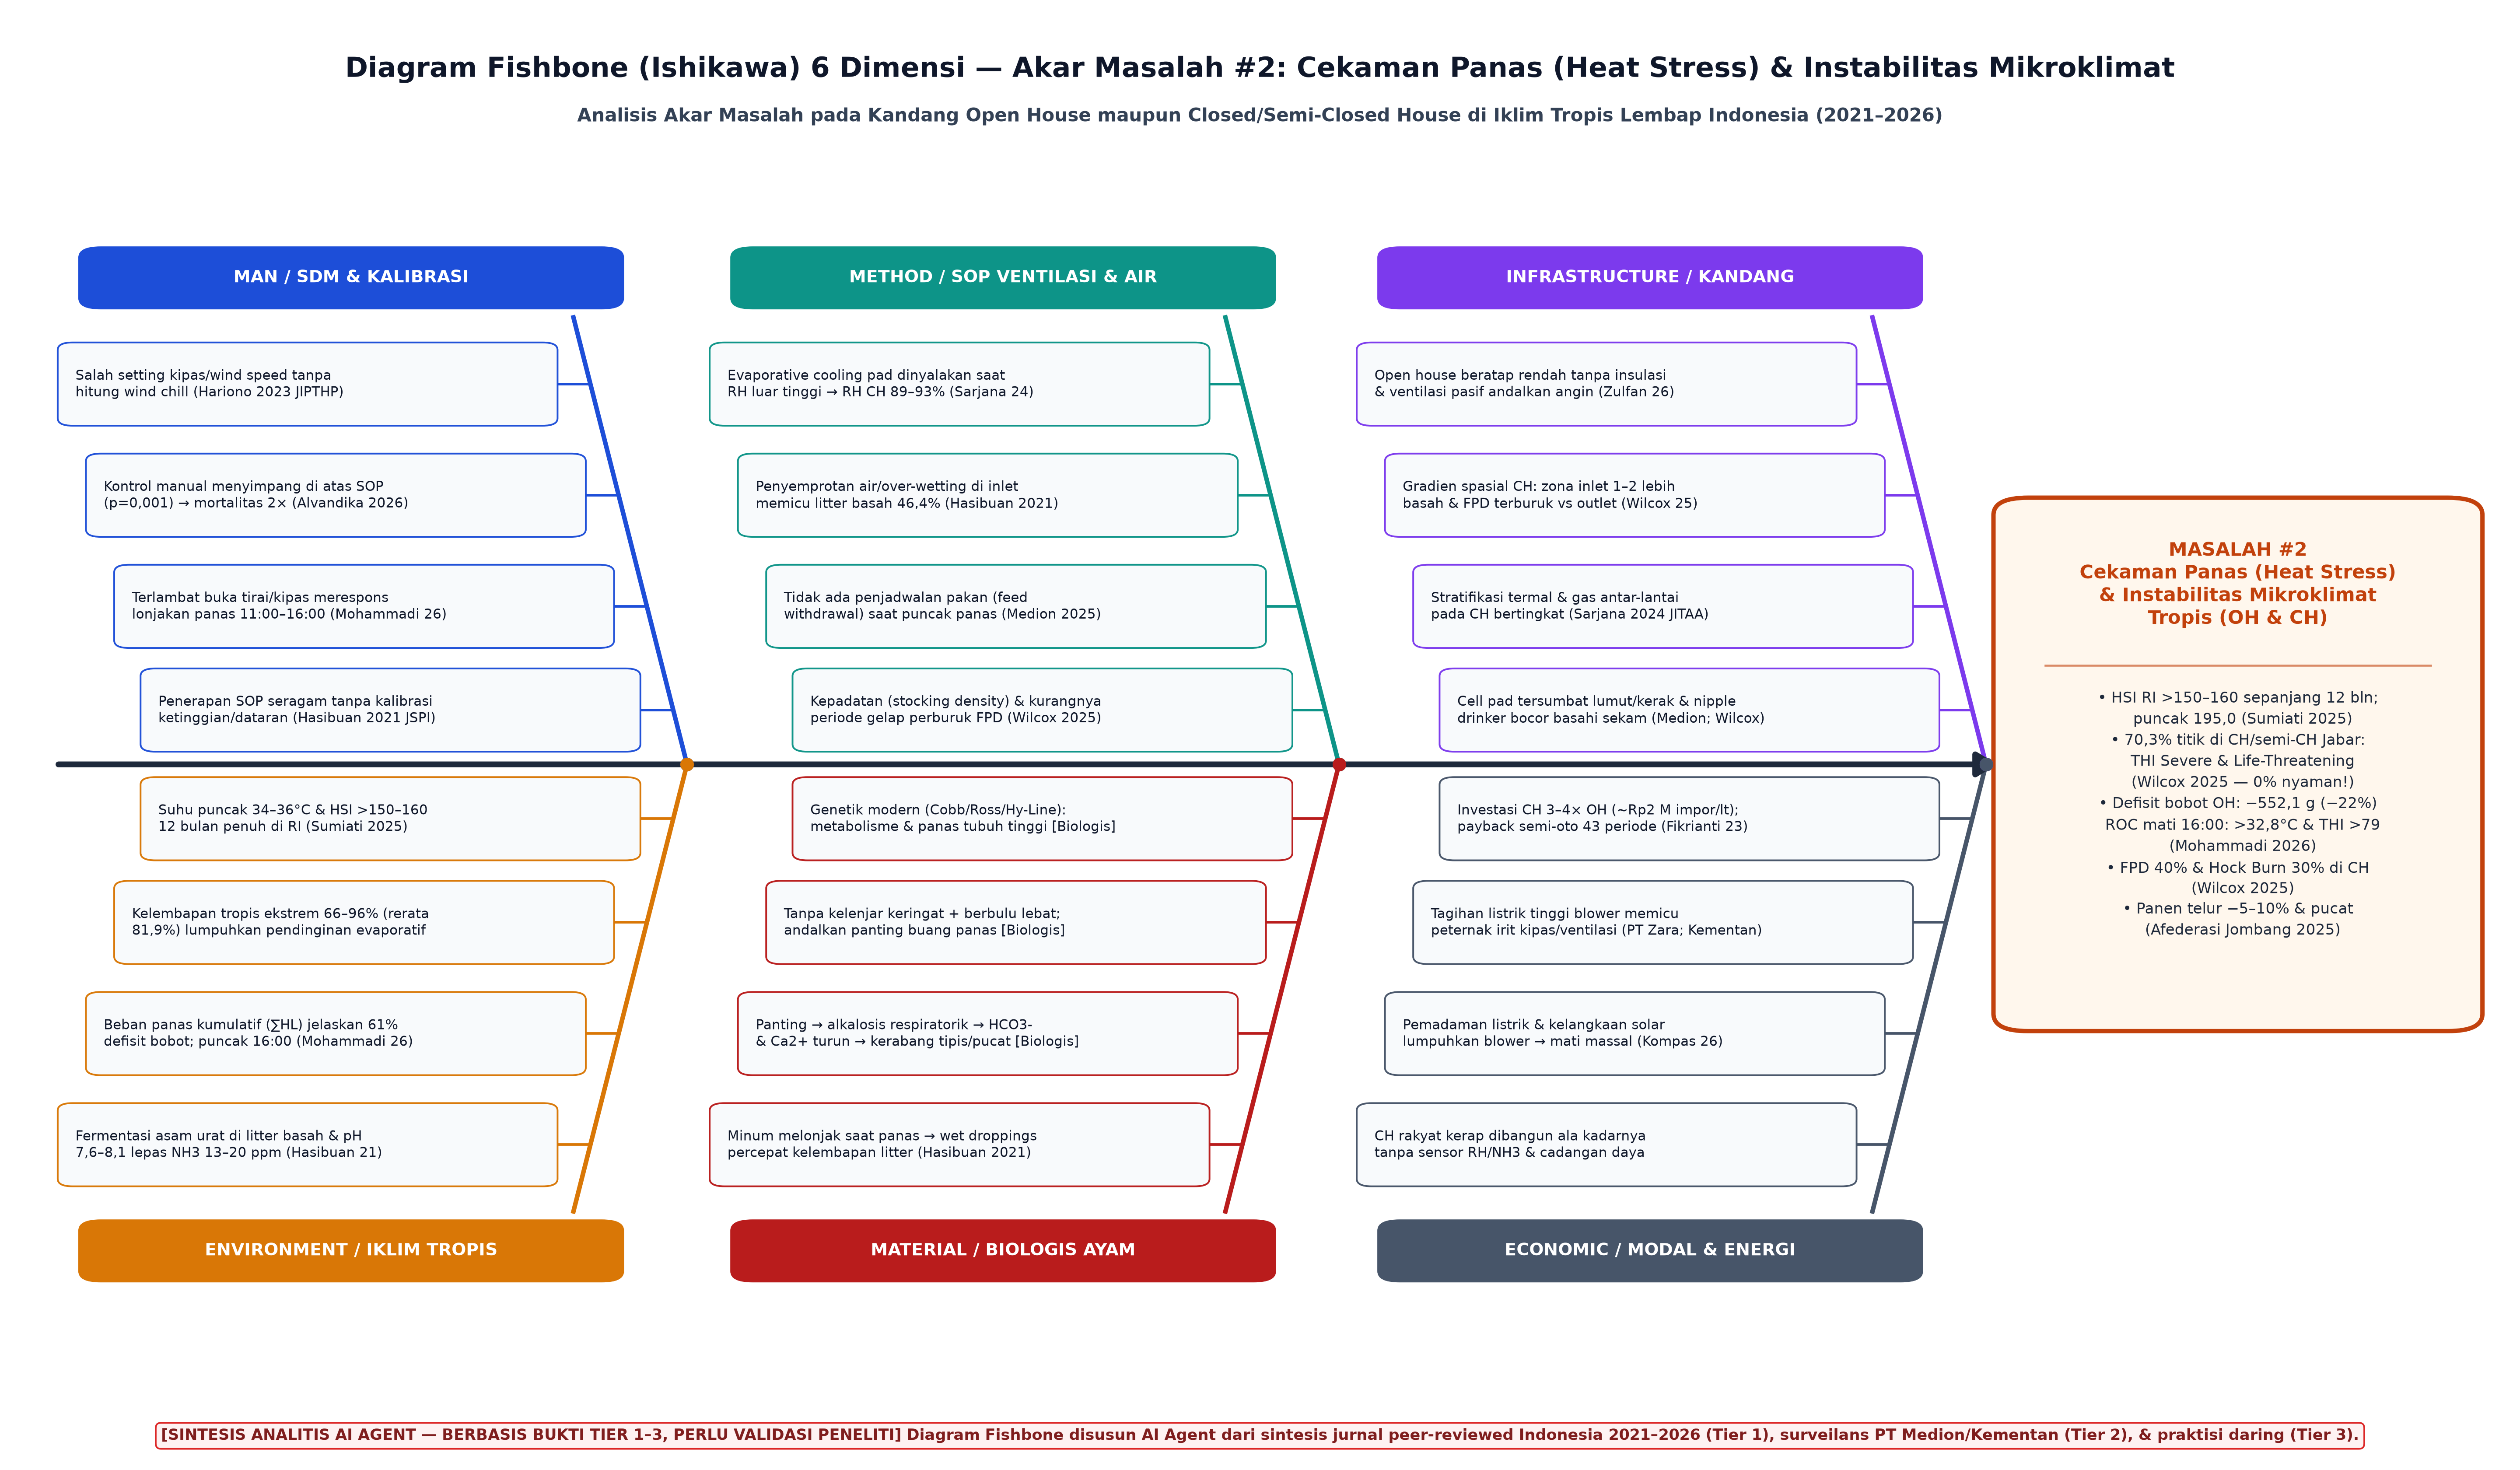 Diagram Fishbone (Ishikawa) 6 Dimensi — Akar Masalah #2: Cekaman Panas (Heat Stress) & Instabilitas Mikroklimat
Analisis Akar Masalah pada Kandang Open House maupun Closed/Semi-Closed House di Iklim Tropis Lembap Indonesia (2021–2026)
MAN / SDM & KALIBRASI
Salah setting kipas/wind speed tanpa
hitung wind chill (Hariono 2023 JIPTHP)
Kontrol manual menyimpang di atas SOP
(p=0,001) → mortalitas 2× (Alvandika 2026)
Terlambat buka tirai/kipas merespons
lonjakan panas 11:00–16:00 (Mohammadi 26)
Penerapan SOP seragam tanpa kalibrasi
ketinggian/dataran (Hasibuan 2021 JSPI)
METHOD / SOP VENTILASI & AIR
Evaporative cooling pad dinyalakan saat
RH luar tinggi → RH CH 89–93% (Sarjana 24)
Penyemprotan air/over-wetting di inlet
memicu litter basah 46,4% (Hasibuan 2021)
Tidak ada penjadwalan pakan (feed
withdrawal) saat puncak panas (Medion 2025)
Kepadatan (stocking density) & kurangnya
periode gelap perburuk FPD (Wilcox 2025)
INFRASTRUCTURE / KANDANG
Open house beratap rendah tanpa insulasi
& ventilasi pasif andalkan angin (Zulfan 26)
Gradien spasial CH: zona inlet 1–2 lebih
basah & FPD terburuk vs outlet (Wilcox 25)
Stratifikasi termal & gas antar-lantai
pada CH bertingkat (Sarjana 2024 JITAA)
Cell pad tersumbat lumut/kerak & nipple
drinker bocor basahi sekam (Medion; Wilcox)
Suhu puncak 34–36°C & HSI >150–160
12 bulan penuh di RI (Sumiati 2025)
Kelembapan tropis ekstrem 66–96% (rerata
81,9%) lumpuhkan pendinginan evaporatif
Beban panas kumulatif (∑HL) jelaskan 61%
defisit bobot; puncak 16:00 (Mohammadi 26)
Fermentasi asam urat di litter basah & pH
7,6–8,1 lepas NH3 13–20 ppm (Hasibuan 21)
ENVIRONMENT / IKLIM TROPIS
Genetik modern (Cobb/Ross/Hy-Line):
metabolisme & panas tubuh tinggi [Biologis]
Tanpa kelenjar keringat + berbulu lebat;
andalkan panting buang panas [Biologis]
Panting → alkalosis respiratorik → HCO3-
& Ca2+ turun → kerabang tipis/pucat [Biologis]
Minum melonjak saat panas → wet droppings
percepat kelembapan litter (Hasibuan 2021)
MATERIAL / BIOLOGIS AYAM
Investasi CH 3–4× OH (~Rp2 M impor/lt);
payback semi-oto 43 periode (Fikrianti 23)
Tagihan listrik tinggi blower memicu
peternak irit kipas/ventilasi (PT Zara; Kementan)
Pemadaman listrik & kelangkaan solar
lumpuhkan blower → mati massal (Kompas 26)
CH rakyat kerap dibangun ala kadarnya
tanpa sensor RH/NH3 & cadangan daya
ECONOMIC / MODAL & ENERGI
MASALAH #2
Cekaman Panas (Heat Stress)
& Instabilitas Mikroklimat
Tropis (OH & CH)
• HSI RI >150–160 sepanjang 12 bln;
puncak 195,0 (Sumiati 2025)
• 70,3% titik di CH/semi-CH Jabar:
THI Severe & Life-Threatening
(Wilcox 2025 — 0% nyaman!)
• Defisit bobot OH: −552,1 g (−22%)
ROC mati 16:00: >32,8°C & THI >79
(Mohammadi 2026)
• FPD 40% & Hock Burn 30% di CH
(Wilcox 2025)
• Panen telur −5–10% & pucat
(Afederasi Jombang 2025)
[SINTESIS ANALITIS AI AGENT — BERBASIS BUKTI TIER 1–3, PERLU VALIDASI PENELITI] Diagram Fishbone disusun AI Agent dari sintesis jurnal peer-reviewed Indonesia 2021–2026 (Tier 1), surveilans PT Medion/Kementan (Tier 2), & praktisi daring (Tier 3).